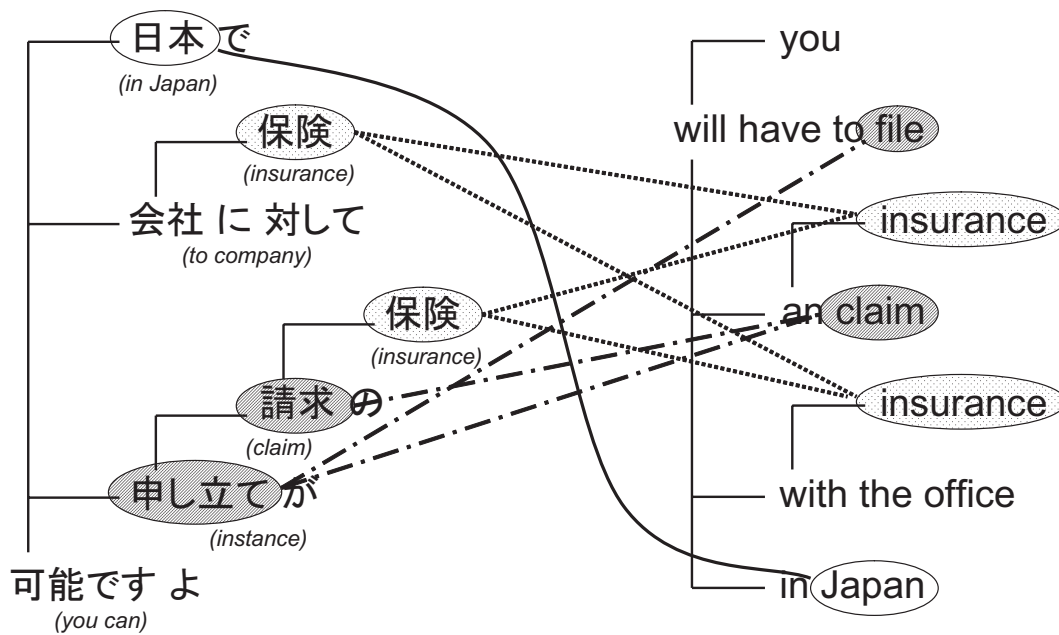 日本 で
(in Japan)
保険
(insurance)
会社 に 対して
(to company)
保険
(insurance)
請求 の
(claim)
申し立て が
(instance)
可能です よ
(you can)
you
will have to file
insurance
an claim
insurance
with the office
in Japan